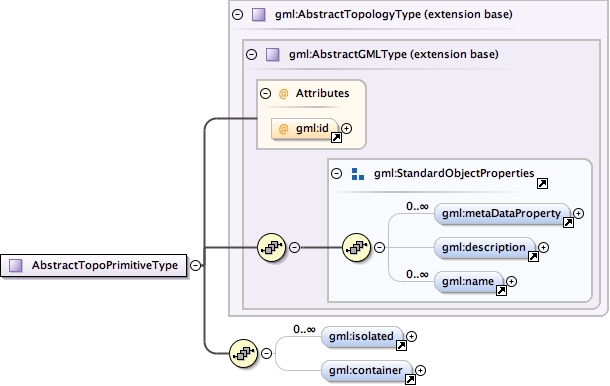 gml:AbstractTopologyType (extension base)
gml:AbstractGMLType (extension base)
@ Attributes
@ gml:id
gml:StandardObjectProperties
0..∞
gml:metaDataProperty
gml:description
0..∞
gml:name
AbstractTopoPrimitiveType
0..∞
gml:isolated
gml:container